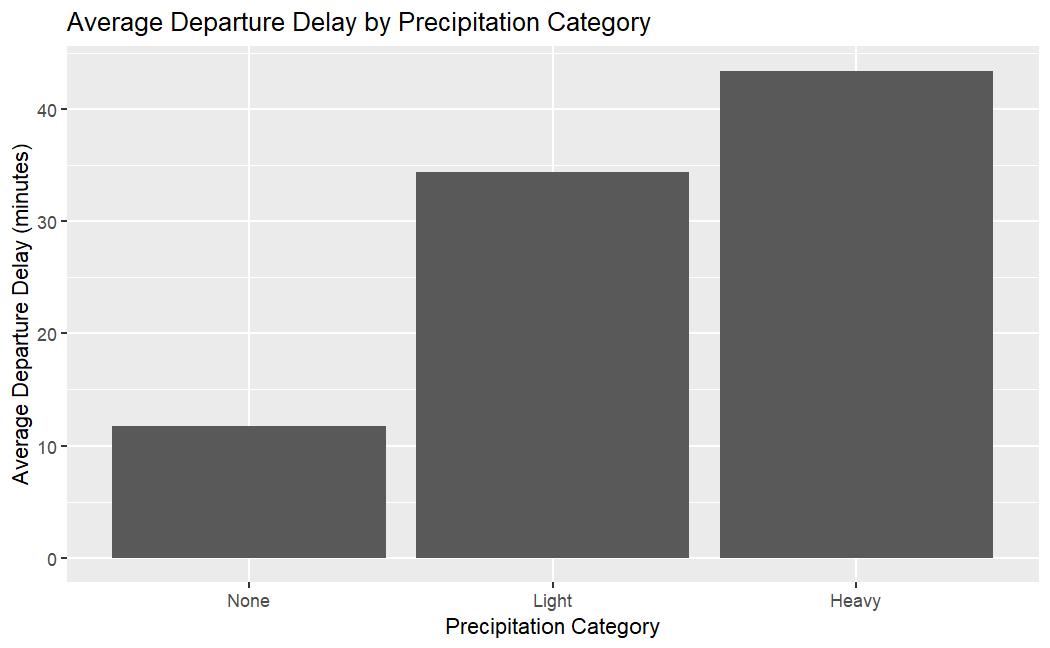 Average Departure Delay by Precipitation Category
Average Departure Delay (minutes)
40
30
20
10
0
None
Light
Heavy
Precipitation Category